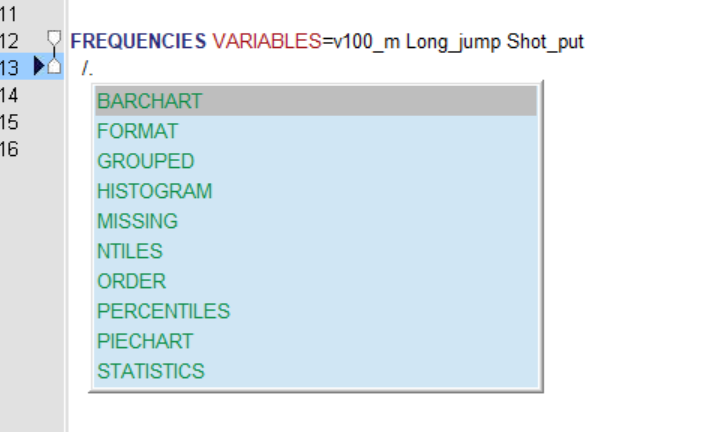 11
12 FREQUENCIES VARIABLES=v100_m Long_jump Shot_put
13 /.
BARCHART
14 FORMAT
15 GROUPED
16 HISTOGRAM
MISSING
NTILES
ORDER
PERCENTILES
PIECHART
STATISTICS